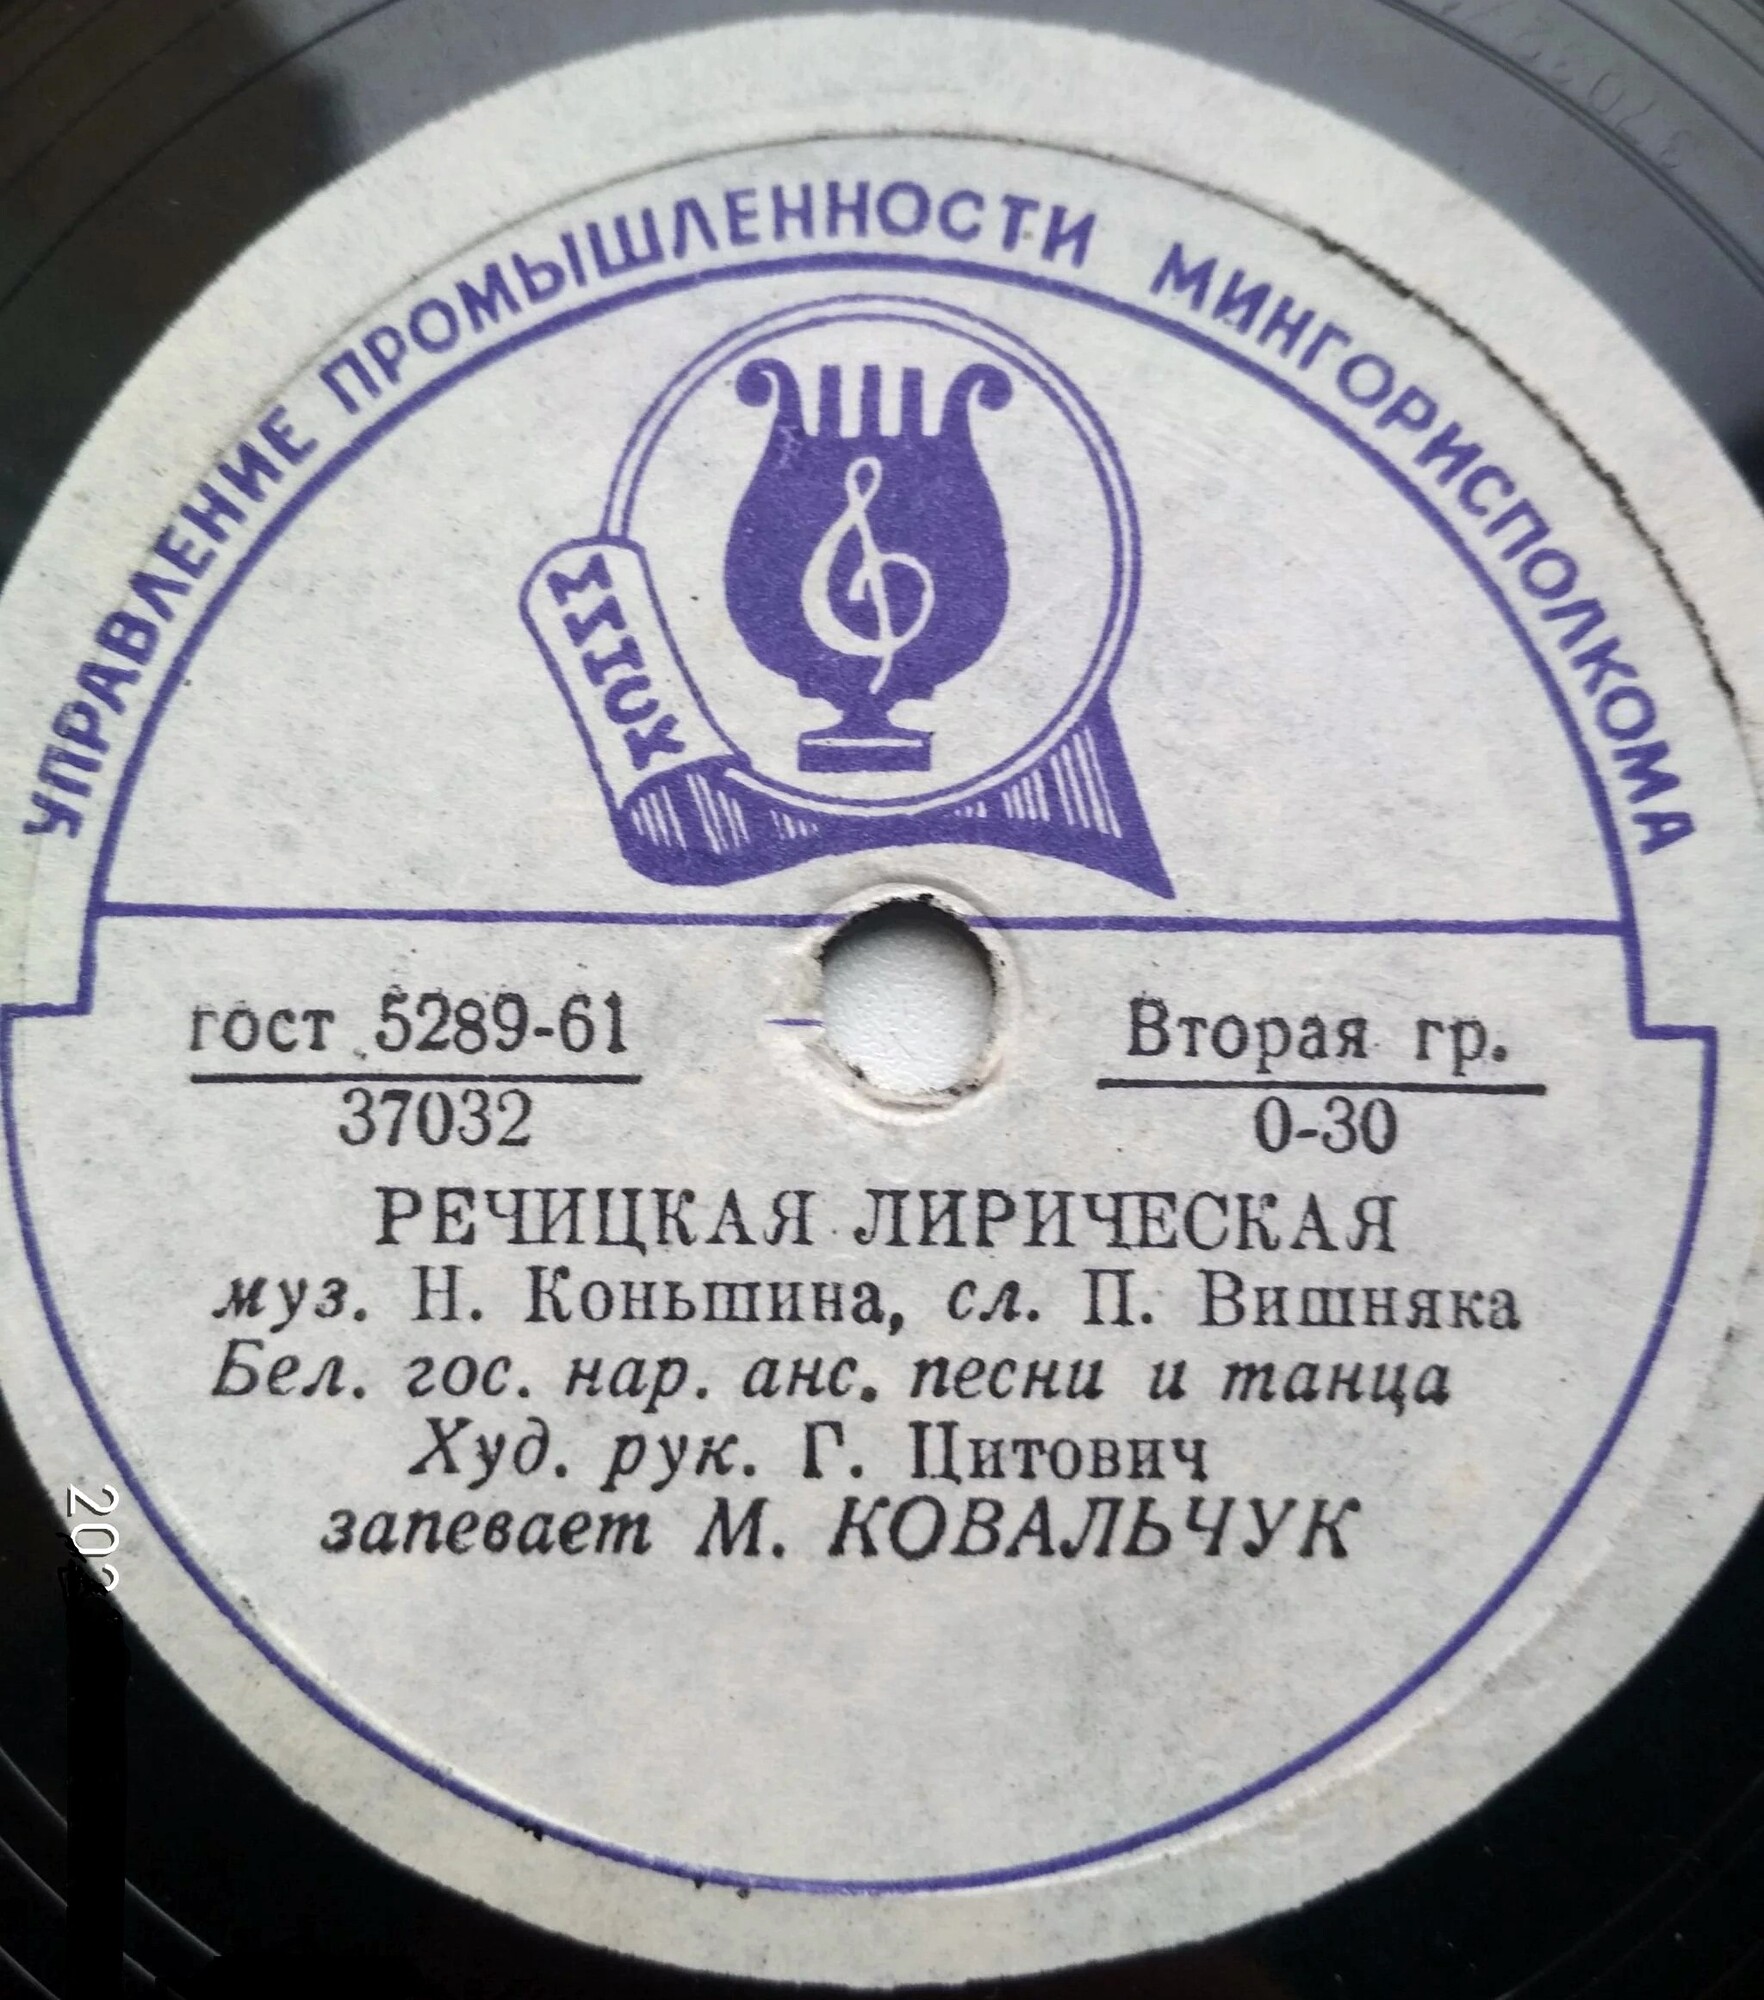 УПРАВЛЕНИЕ ПРОМЫШЛЕННОСТИ МИНГОРИСПОЛКОМА
гост 5289-61
37032
Вторая гр.
0-30
РЕЧИЦКАЯ ЛИРИЧЕСКАЯ
муз. Н. Коньшина, сл. П. Вишняка
Бел. гос. нар. анс. песни и танца
Худ. рук. Г. Цитович
запевает М. КОВАЛЬЧУК